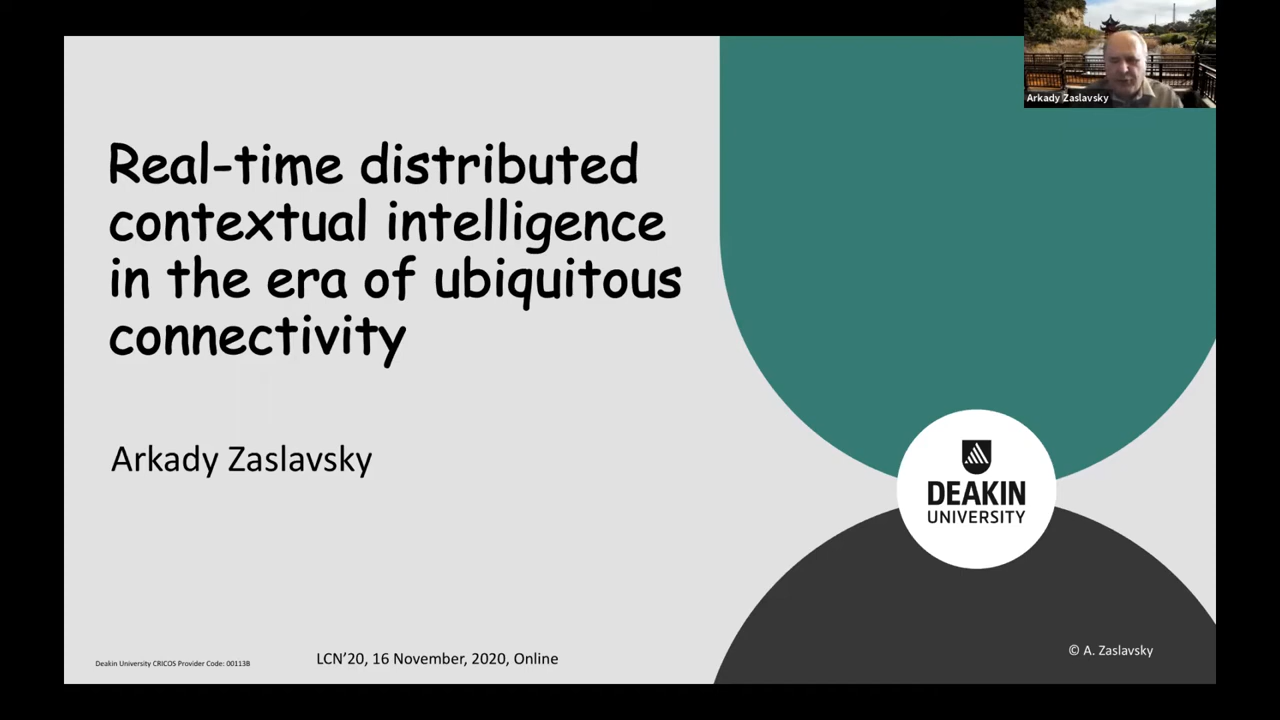 Arkady Zaslavsky
Real-time distributed
contextual intelligence
in the era of ubiquitous
connectivity
Arkady Zaslavsky
DEAKIN
UNIVERSITY
Deakin University CRICOS Provider Code: 00113B
LCN’20, 16 November, 2020, Online
© A. Zaslavsky